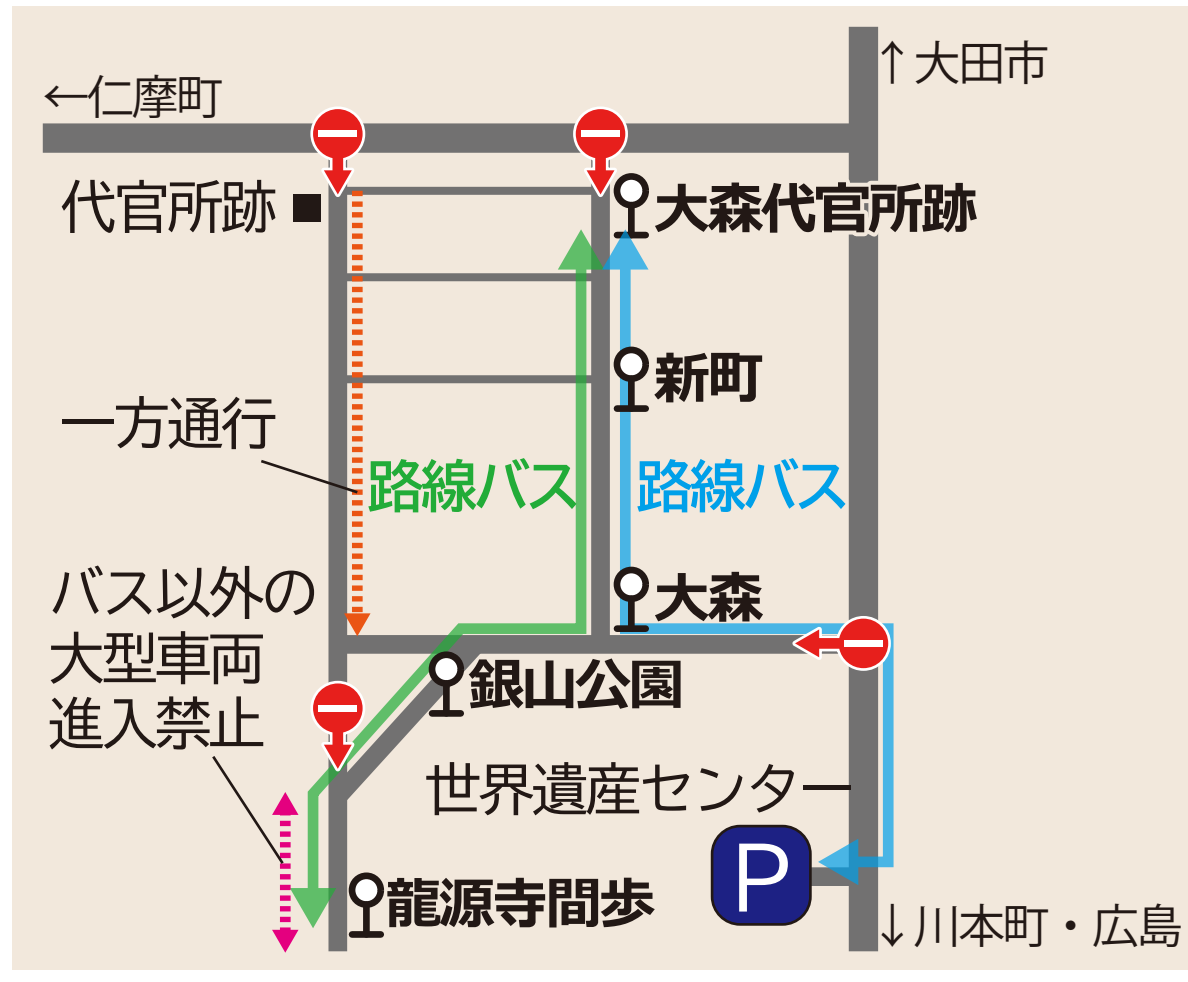 ↑大田市
←仁摩町
代官所跡
大森代官所跡
新町
一方通行
路線バス
路線バス
バス以外の
大型車両
進入禁止
大森
銀山公園
世界遺産センター
P
龍源寺間歩
↓川本町・広島